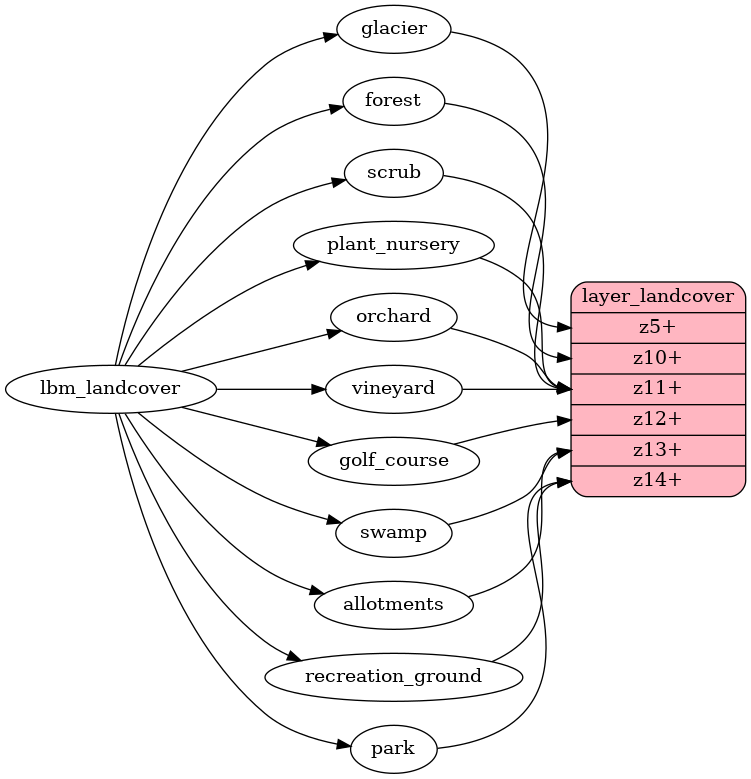 glacier
forest
scrub
plant_nursery
orchard
lbm_landcover
vineyard
golf_course
swamp
allotments
recreation_ground
park
layer_landcover
z5+
z10+
z11+
z12+
z13+
z14+